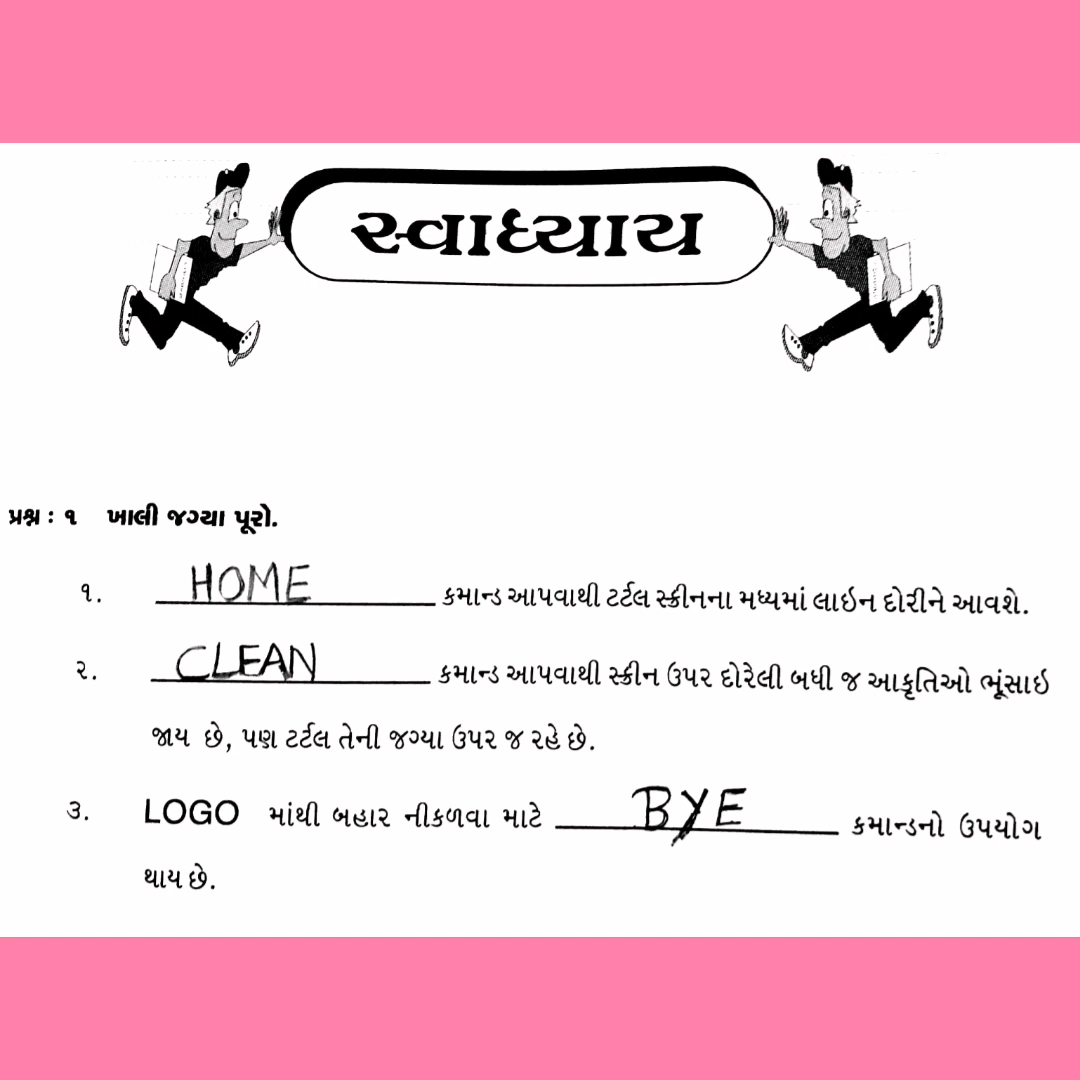 સ્વાધ્યાય
પ્રશ્ન : ૧ ખાલી જગ્યા પૂરો.
૧. HOME કમાન્ડ આપવાથી ટર્ટલ સ્ક્રીનના મધ્યમાં લાઇન દોરીને આવશે.
૨. CLEAN કમાન્ડ આપવાથી સ્ક્રીન ઉપર દોરેલી બધી જ આકૃતિઓ ભૂંસાઇ
જાય છે, પણ ટર્ટલ તેની જગ્યા ઉપર જ રહે છે.
૩. LOGO માંથી બહાર નીકળવા માટે BYE કમાન્ડનો ઉપયોગ
થાય છે.